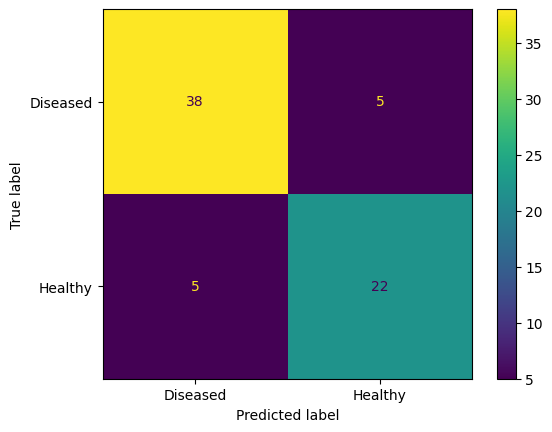 Diseased 38 5
Healthy 5 22
Diseased Healthy
Predicted label
True label
35
30
25
20
15
10
5